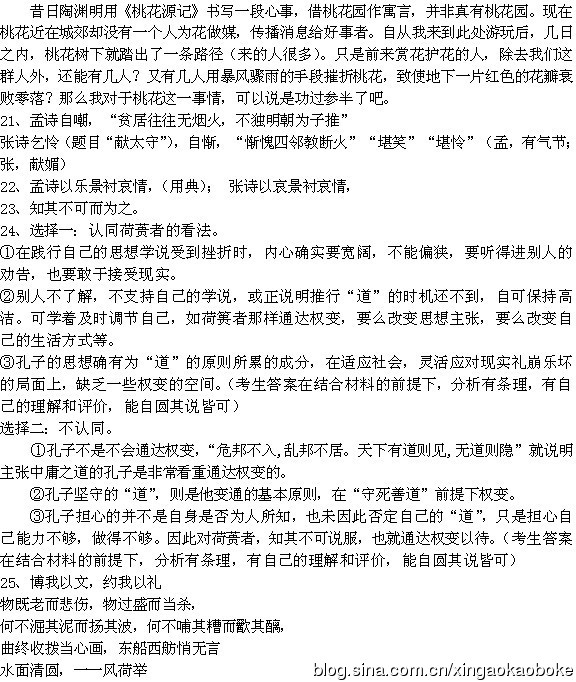 昔日陶渊明用《桃花源记》书写一段心事，借桃花园作寓言，并非真有桃花园。现在
桃花近在城郊却没有一个人为花做媒，传播消息给好事者。自从我来到此处游玩后，几日
之内，桃花树下就踏出了一条路径（来的人很多）。只是前来赏花护花的人，除去我们这
群人外，还能有几人？又有几人用暴风骤雨的手段摧折桃花，致使地下一片红色的花瓣衰
败零落？那么我对于桃花这一事情，可以说是功过参半了吧。
21、孟诗自嘲，“贫居往往无烟火，不独明朝为子推”
张诗乞怜（题目“献太守”），自惭，“惭愧四邻教断火”“堪笑”“堪怜”（孟，有气节；
张，献媚）
22、孟诗以乐景衬哀情，（用典）； 张诗以哀景衬哀情，
23、知其不可而为之。
24、选择一：认同荷蒉者的看法。
①在践行自己的思想学说受到挫折时，内心确实要宽阔，不能偏狭，要听得进别人的
劝告，也要敢于接受现实。
②别人不了解，不支持自己的学说，或正说明推行“道”的时机还不到，自可保持高
洁。可学着及时调节自己，如荷蒉者那样通达权变，要么改变思想主张，要么改变自己
的生活方式等。
③孔子的思想确有为“道”的原则所累的成分，在适应社会，灵活应对现实礼崩乐坏
的局面上，缺乏一些权变的空间。（考生答案在结合材料的前提下，分析有条理，有自
己的理解和评价，能自圆其说皆可）
选择二：不认同。
①孔子不是不会通达权变，“危邦不入,乱邦不居。天下有道则见,无道则隐”就说明
主张中庸之道的孔子是非常看重通达权变的。
②孔子坚守的“道”，则是他变通的基本原则，在“守死善道”前提下权变。
③孔子担心的并不是自身是否为人所知，也未因此否定自己的“道”，只是担心自
己能力不够，做得不够。因此对荷蒉者，知其不可说服，也就通达权变以待。（考生答案
在结合材料的前提下，分析有条理，有自己的理解和评价，能自圆其说皆可）
25、博我以文，约我以礼
物既老而悲伤，物过盛而当杀，
何不淈其泥而扬其波，何不哺其糟而歠其醨，
曲终收拨当心画，东船西舫悄无言
水面清圆，一一风荷举
blog.sina.com.cn/xingaokaoboke